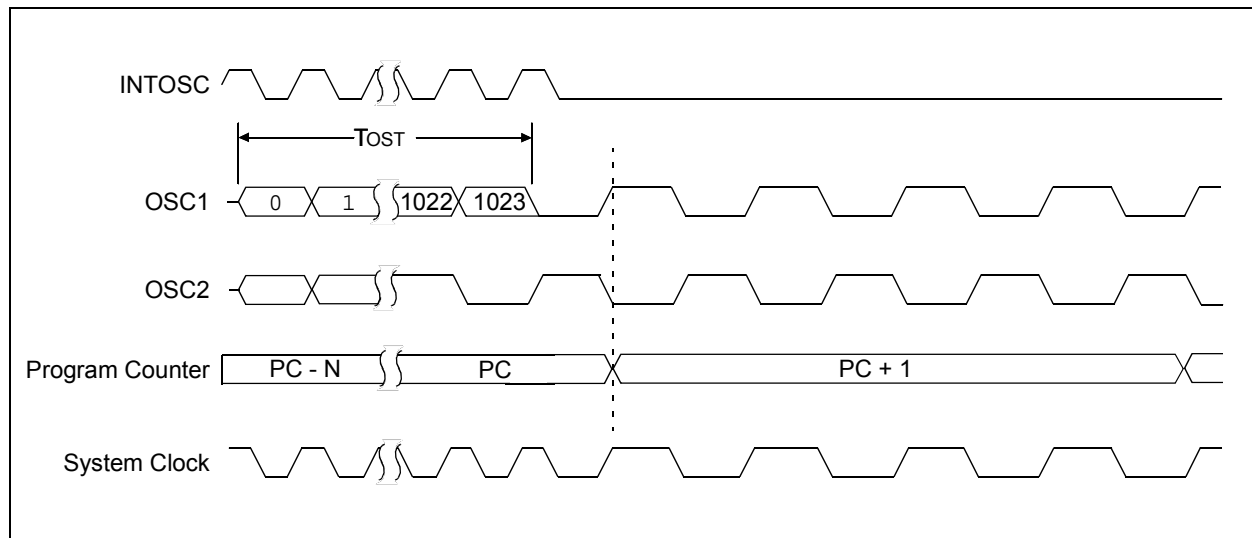 INTOSC
TOST
OSC1 0 1 1022 1023
OSC2
Program Counter PC - N PC PC + 1
System Clock